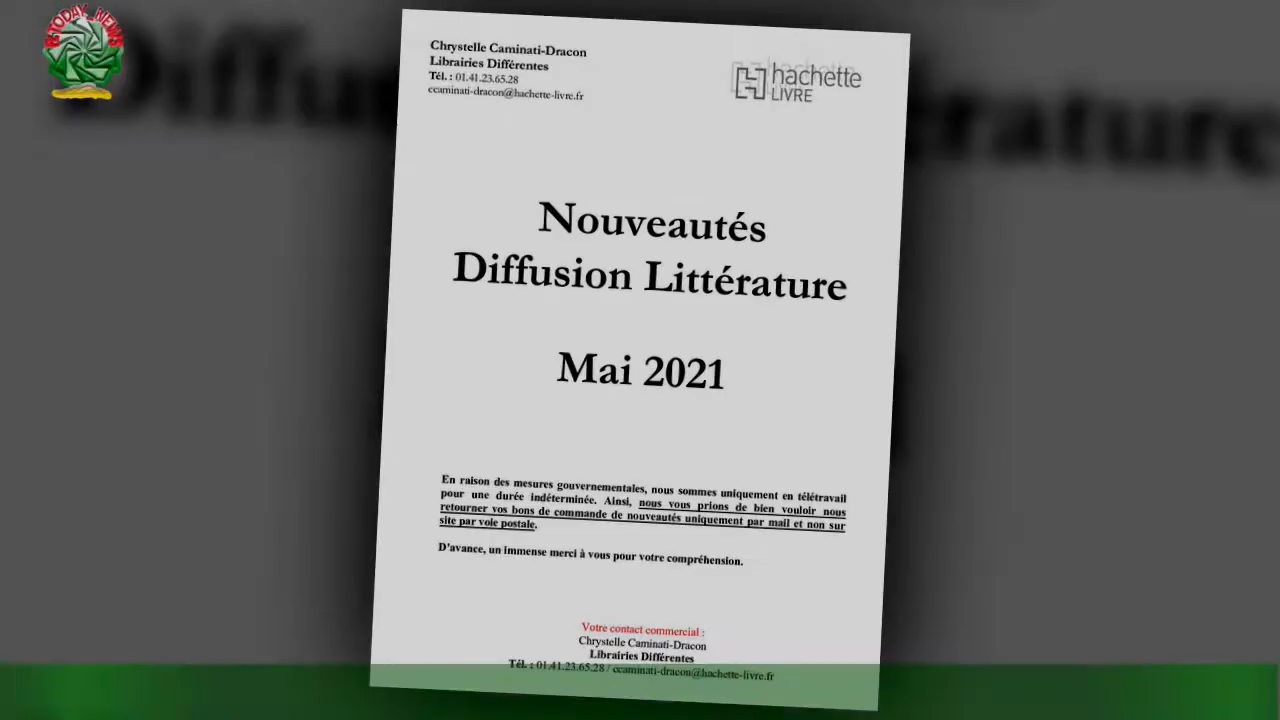 TODAY_NEWS
Chrystelle Caminati-Dracon
Librairies Différentes
Tél. : 01.41.23.65.28
ccaminati-dracon@hachette-livre.fr
hachette
LIVRE
Nouveautés
Diffusion Littérature
Mai 2021
En raison des mesures gouvernementales, nous sommes uniquement en télétravail
pour une durée indéterminée. Ainsi, nous vous prions de bien vouloir nous
retourner vos bons de commande de nouveautés uniquement par mail et non sur
site par voie postale.
D'avance, un immense merci à vous pour votre compréhension.
Votre contact commercial :
Chrystelle Caminati-Dracon
Librairies Différentes
Tél. : 01.41.23.65.28 / ccaminati-dracon@hachette-livre.fr